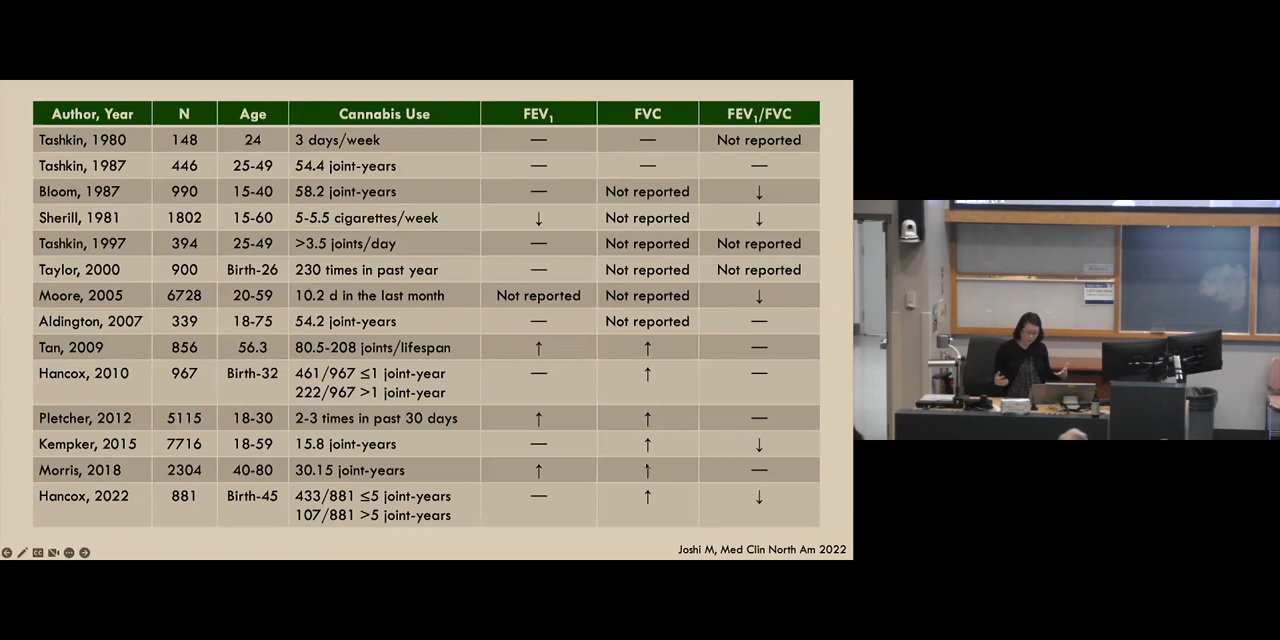 Author, Year N Age Cannabis Use FEV₁ FVC FEV₁/FVC
Tashkin, 1980 148 24 3 days/week — — Not reported
Tashkin, 1987 446 25-49 54.4 joint-years — — —
Bloom, 1987 990 15-40 58.2 joint-years — Not reported ↓
Sherill, 1981 1802 15-60 5-5.5 cigarettes/week ↓ Not reported ↓
Tashkin, 1997 394 25-49 >3.5 joints/day — Not reported Not reported
Taylor, 2000 900 Birth-26 230 times in past year — Not reported Not reported
Moore, 2005 6728 20-59 10.2 d in the last month Not reported Not reported ↓
Aldington, 2007 339 18-75 54.2 joint-years — Not reported —
Tan, 2009 856 56.3 80.5-208 joints/lifespan ↑ ↑ —
Hancox, 2010 967 Birth-32 461/967 ≤1 joint-year — ↑ —
222/967 >1 joint-year
Pletcher, 2012 5115 18-30 2-3 times in past 30 days ↑ ↑ —
Kempker, 2015 7716 18-59 15.8 joint-years — ↑ ↓
Morris, 2018 2304 40-80 30.15 joint-years ↑ ↑ —
Hancox, 2022 881 Birth-45 433/881 ≤5 joint-years — ↑ ↓
107/881 >5 joint-years
Joshi M, Med Clin North Am 2022